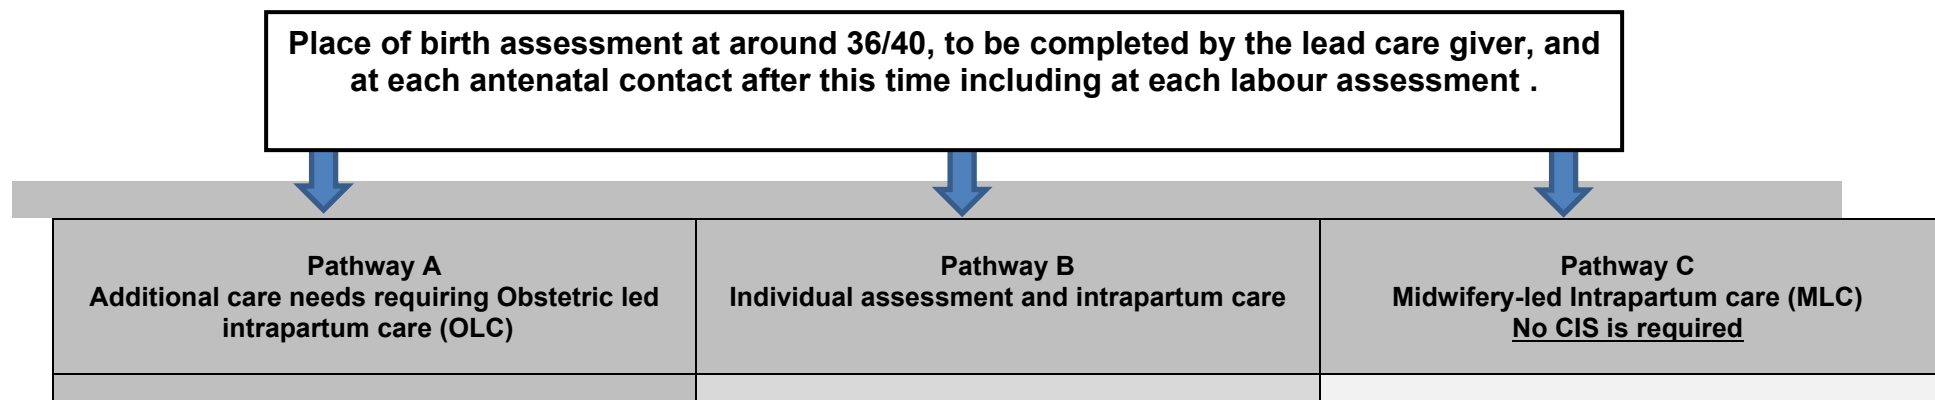 Place of birth assessment at around 36/40, to be completed by the lead care giver, and
at each antenatal contact after this time including at each labour assessment .
Pathway A
Additional care needs requiring Obstetric led
intrapartum care (OLC)
Pathway B
Individual assessment and intrapartum care
Pathway C
Midwifery-led Intrapartum care (MLC)
No CIS is required